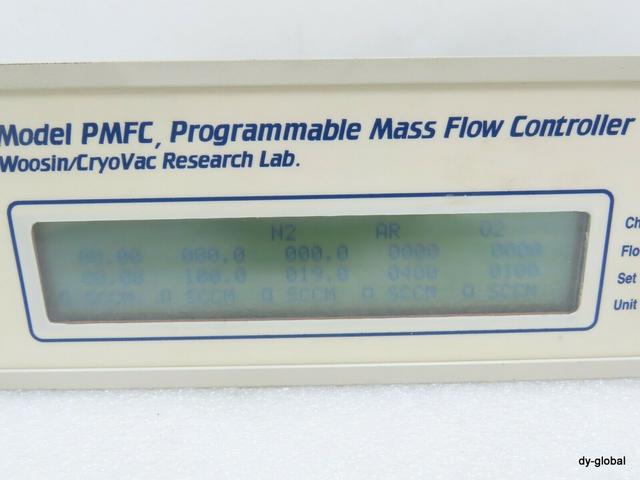 Model PMFC, Programmable Mass Flow Controller
Woosin/CryoVac Research Lab.
N2 AR O2
00.00 000.0 000.0 0000 0000
00.00 100.0 019.0 0400 0100
SCCM SCCM SCCM SCCM SCCM
Ch
Flo
Set
Unit
dy-global